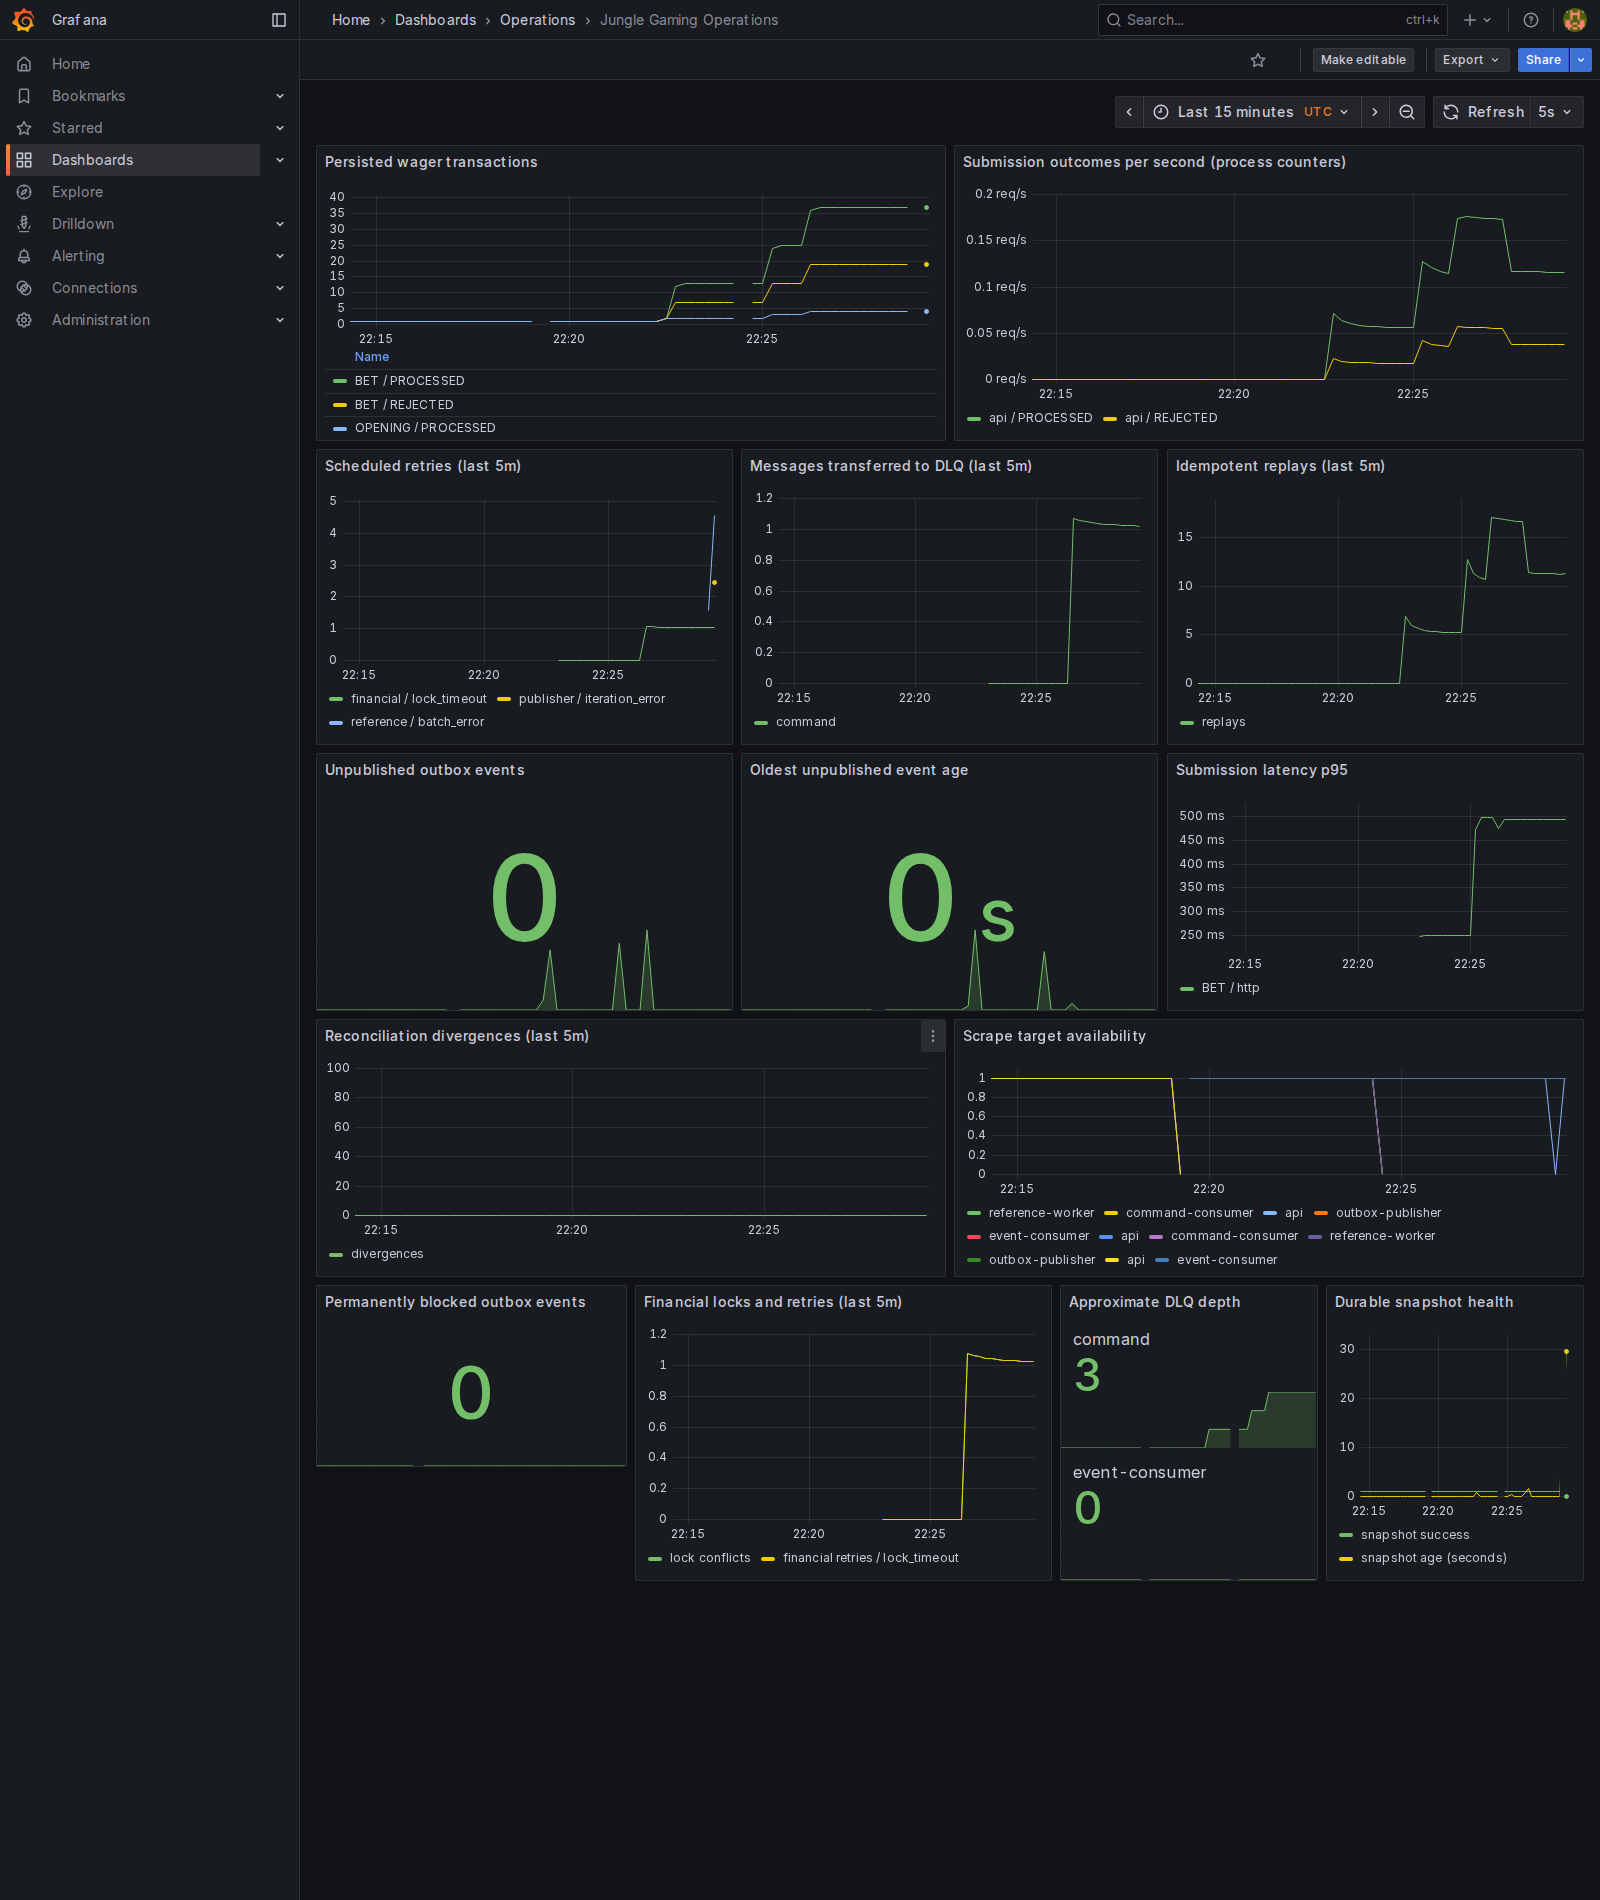 Grafana
Home
Bookmarks
Starred
Dashboards
Explore
Drilldown
Alerting
Connections
Administration
Home › Dashboards › Operations › Jungle Gaming Operations
Search... ctrl+k
Make editable Export Share
Last 15 minutes UTC Refresh 5s
Persisted wager transactions
40
35
30
25
20
15
10
5
0
22:15 22:20 22:25
Name
BET / PROCESSED
BET / REJECTED
OPENING / PROCESSED
Submission outcomes per second (process counters)
0.2 req/s
0.15 req/s
0.1 req/s
0.05 req/s
0 req/s
22:15 22:20 22:25
api / PROCESSED api / REJECTED
Scheduled retries (last 5m)
5
4
3
2
1
0
22:15 22:20 22:25
financial / lock_timeout publisher / iteration_error
reference / batch_error
Messages transferred to DLQ (last 5m)
1.2
1
0.8
0.6
0.4
0.2
0
22:15 22:20 22:25
command
Idempotent replays (last 5m)
15
10
5
0
22:15 22:20 22:25
replays
Unpublished outbox events
0
Oldest unpublished event age
0 s
Submission latency p95
500 ms
450 ms
400 ms
350 ms
300 ms
250 ms
22:15 22:20 22:25
BET / http
Reconciliation divergences (last 5m)
100
80
60
40
20
0
22:15 22:20 22:25
divergences
Scrape target availability
1
0.8
0.6
0.4
0.2
0
22:15 22:20 22:25
reference-worker command-consumer api outbox-publisher
event-consumer api command-consumer reference-worker
outbox-publisher api event-consumer
Permanently blocked outbox events
0
Financial locks and retries (last 5m)
1.2
1
0.8
0.6
0.4
0.2
0
22:15 22:20 22:25
lock conflicts financial retries / lock_timeout
Approximate DLQ depth
command
3
event-consumer
0
Durable snapshot health
30
20
10
0
22:15 22:20 22:25
snapshot success
snapshot age (seconds)